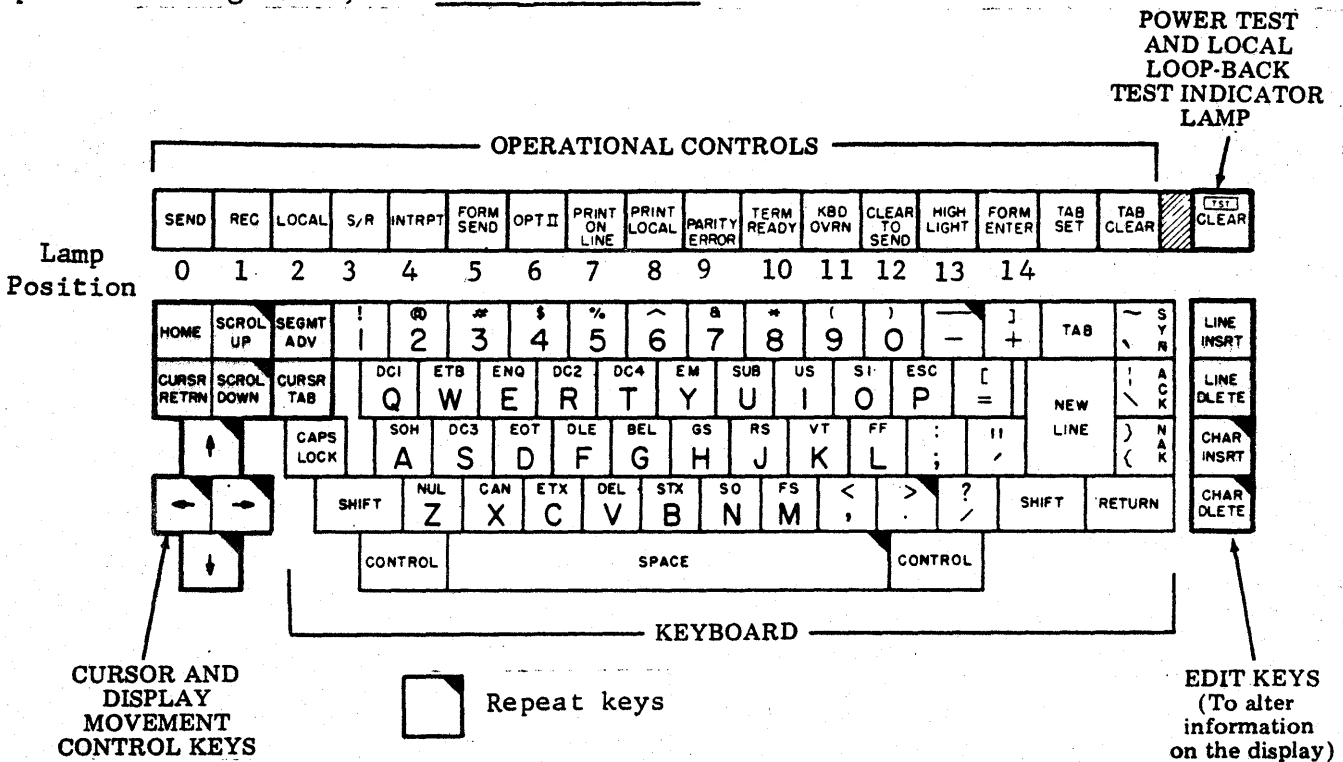 POWER TEST
AND LOCAL
LOOP-BACK
TEST INDICATOR
LAMP
OPERATIONAL CONTROLS
SEND REC LOCAL S/R INTRPT FORM SEND OPT II PRINT ON LINE PRINT LOCAL PARITY ERROR TERM READY KBD OVRN CLEAR TO SEND HIGH LIGHT FORM ENTER TAB SET TAB CLEAR TST CLEAR
Lamp
Position
0 1 2 3 4 5 6 7 8 9 10 11 12 13 14
HOME SCROL UP SEGMT ADV ! 1 @ 2 # 3 $ 4 % 5 ^ 6 & 7 * 8 ( 9 ) 0 — - ] + TAB ~ ` SYN LINE INSRT
CURSR RETRN SCROL DOWN CURSR TAB DC1 Q ETB W ENQ E DC2 R DC4 T EM Y SUB U US I SI O ESC P [ = NEW LINE ¦ \ ACK LINE DLETE
↑ CAPS LOCK SOH A DC3 S EOT D DLE F BEL G GS H RS J VT K FF L : ; " ' } { NAK CHAR INSRT
← → SHIFT NUL Z CAN X ETX C DEL V STX B SO N FS M < , > . ? / SHIFT RETURN CHAR DLETE
↓ CONTROL SPACE CONTROL
KEYBOARD
CURSOR AND
DISPLAY
MOVEMENT
CONTROL KEYS
Repeat keys
EDIT KEYS
(To alter
information
on the display)